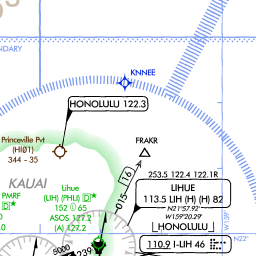 NDARY
KNNEE
HONOLULU 122.3
Princeville Pvt
(HI01)
344 - 35
FRAKR
KAUAI
015
16
253.5 122.4 122.1R
LIHUE
113.5 LIH (H) (H) 82
N21°57.92'
W159°20.29'
HONOLULU
PMRF
Lihue
(LIH) (PHLI) D
152 65
ASOS 127.2
(A) 127.2
110.9 I-LIH 46
N22°
W159°
5000
239